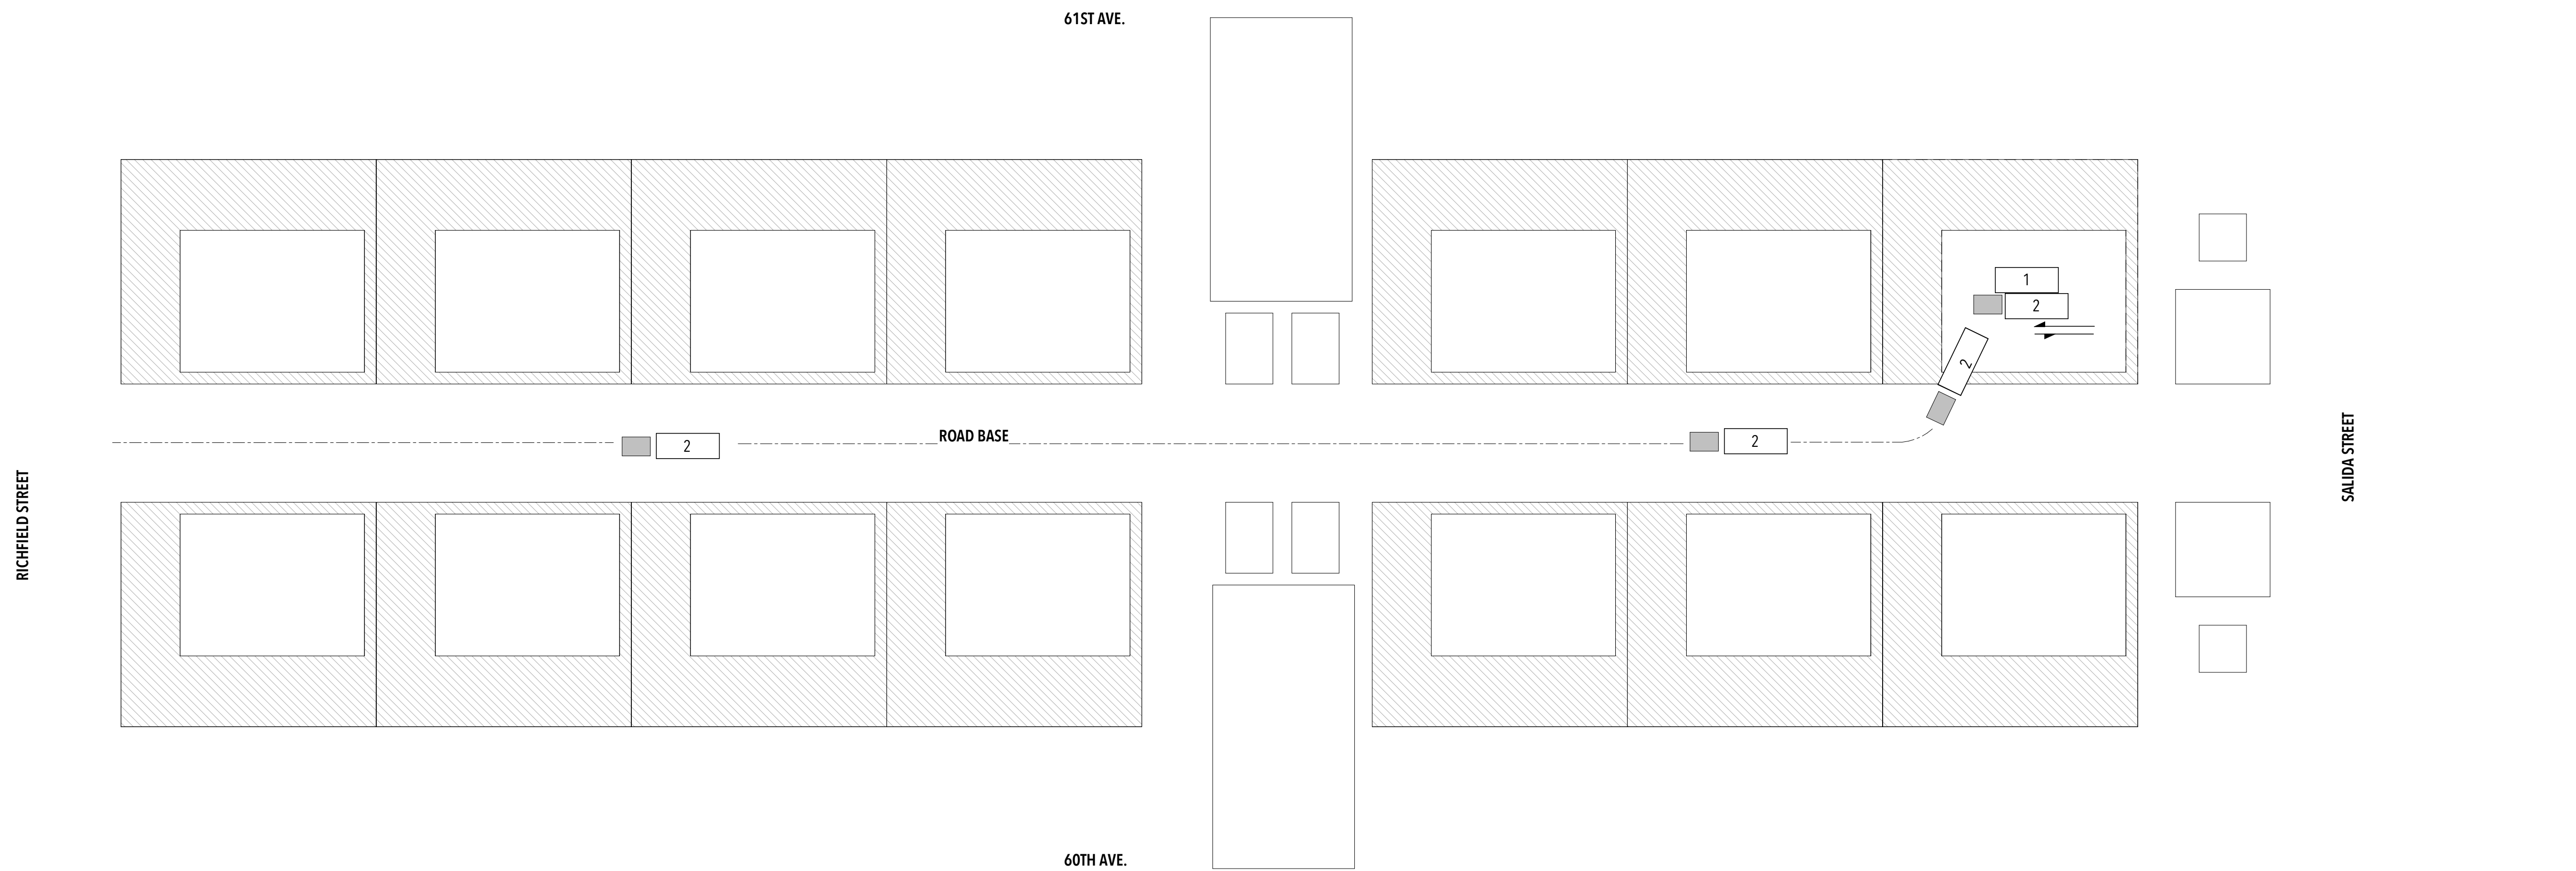 61ST AVE.
1
2
2
ROAD BASE
2
2
RICHFIELD STREET
SALIDA STREET
60TH AVE.